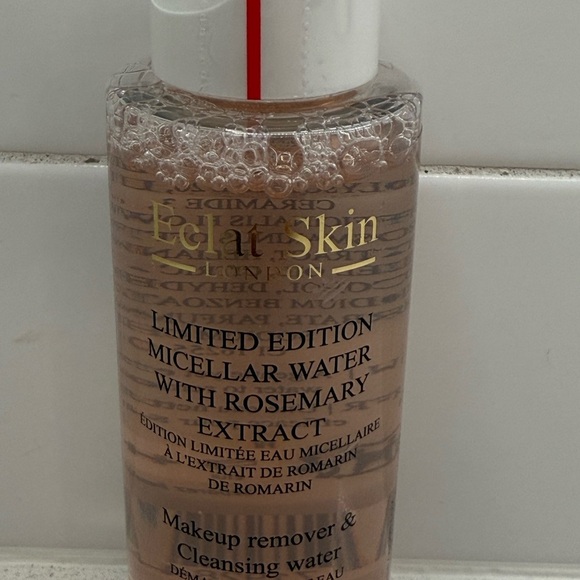 Eclat Skin
LONDON
LIMITED EDITION
MICELLAR WATER
WITH ROSEMARY
EXTRACT
ÉDITION LIMITÉE EAU MICELLAIRE
À L'EXTRAIT DE ROMARIN
DE ROMARIN
Makeup remover &
Cleansing water